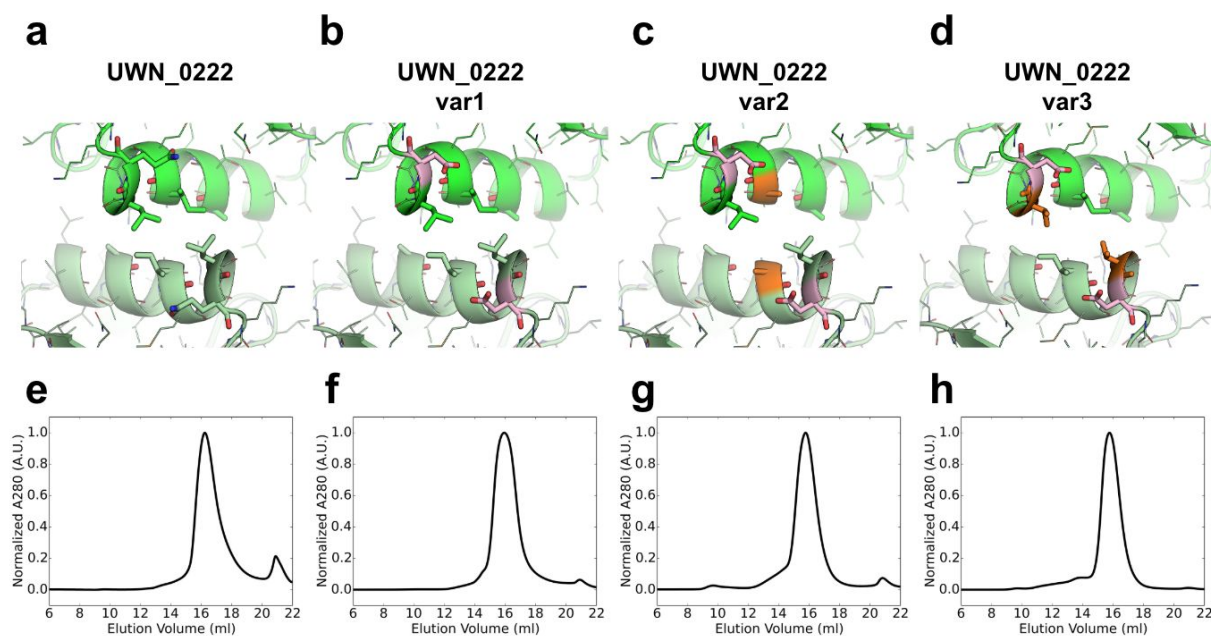 a
b
c
d
UWN_0222
UWN_0222
var1
UWN_0222
var2
UWN_0222
var3
e
f
g
h
Normalized A280 (A.U.)
1.0
0.8
0.6
0.4
0.2
0.0
6 8 10 12 14 16 18 20 22
Elution Volume (ml)
Normalized A280 (A.U.)
1.0
0.8
0.6
0.4
0.2
0.0
6 8 10 12 14 16 18 20 22
Elution Volume (ml)
Normalized A280 (A.U.)
1.0
0.8
0.6
0.4
0.2
0.0
6 8 10 12 14 16 18 20 22
Elution Volume (ml)
Normalized A280 (A.U.)
1.0
0.8
0.6
0.4
0.2
0.0
6 8 10 12 14 16 18 20 22
Elution Volume (ml)